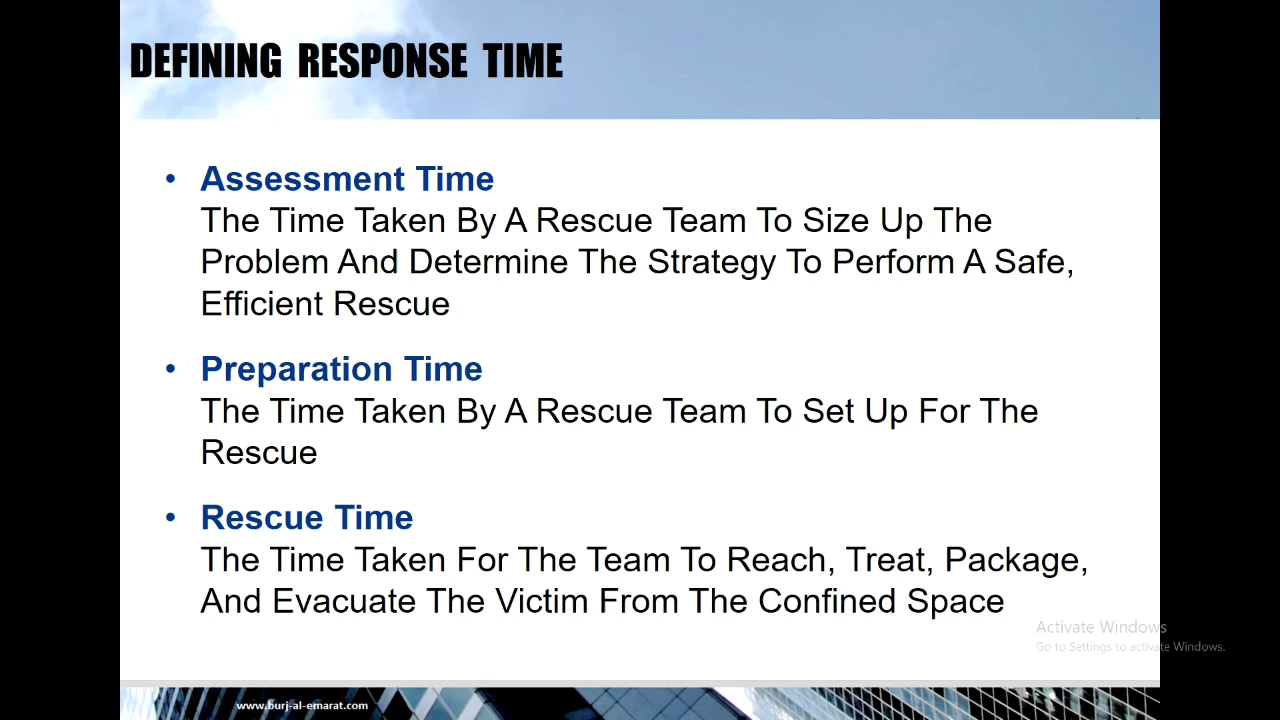 DEFINING RESPONSE TIME
• Assessment Time
The Time Taken By A Rescue Team To Size Up The
Problem And Determine The Strategy To Perform A Safe,
Efficient Rescue
• Preparation Time
The Time Taken By A Rescue Team To Set Up For The
Rescue
• Rescue Time
The Time Taken For The Team To Reach, Treat, Package,
And Evacuate The Victim From The Confined Space
Activate Windows
Go to Settings to activate Windows.
www.burj-al-emarat.com